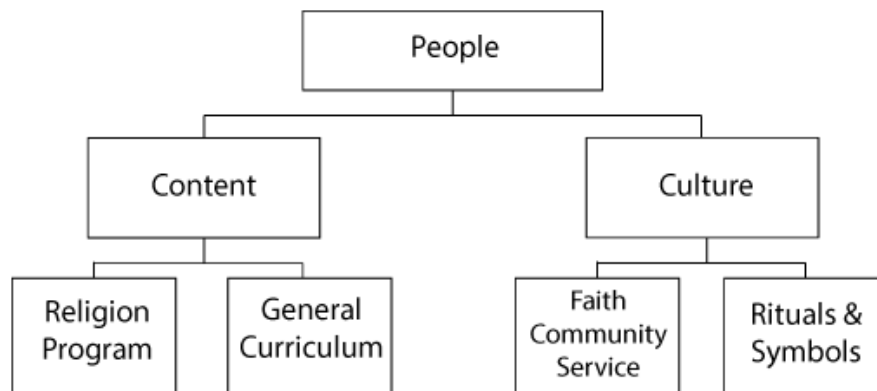 People
Content
Culture
Religion
Program
General
Curriculum
Faith
Community
Service
Rituals &
Symbols